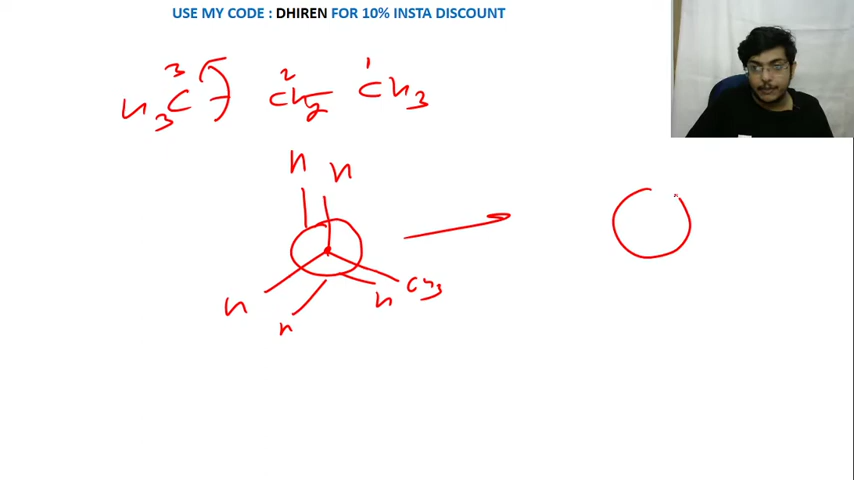 USE MY CODE : DHIREN FOR 10% INSTA DISCOUNT
3 2 1
H3C CH2 CH3
H H
H H CH3
H